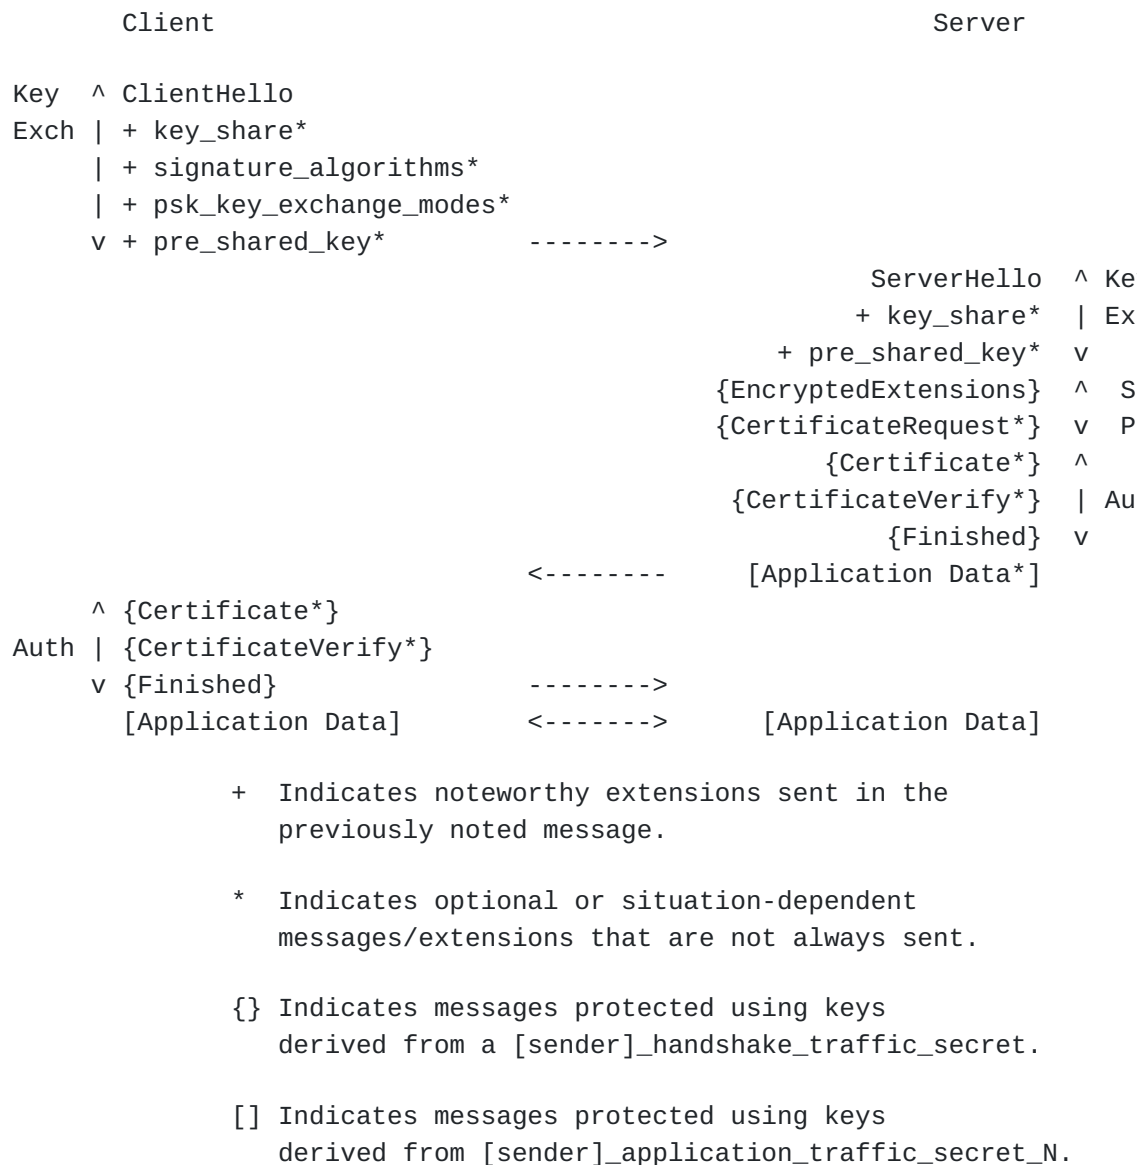 Client                                              Server

Key  ^ ClientHello
Exch | + key_share*
     | + signature_algorithms*
     | + psk_key_exchange_modes*
     v + pre_shared_key*         -------->
                                                       ServerHello  ^ Ke
                                                      + key_share*  | Ex
                                                 + pre_shared_key*  v
                                             {EncryptedExtensions}  ^  S
                                             {CertificateRequest*}  v  P
                                                    {Certificate*}  ^
                                              {CertificateVerify*}  | Au
                                                        {Finished}  v
                                 <--------     [Application Data*]
     ^ {Certificate*}
Auth | {CertificateVerify*}
     v {Finished}                -------->
       [Application Data]        <------->      [Application Data]

              +  Indicates noteworthy extensions sent in the
                 previously noted message.

              *  Indicates optional or situation-dependent
                 messages/extensions that are not always sent.

              {} Indicates messages protected using keys
                 derived from a [sender]_handshake_traffic_secret.

              [] Indicates messages protected using keys
                 derived from [sender]_application_traffic_secret_N.